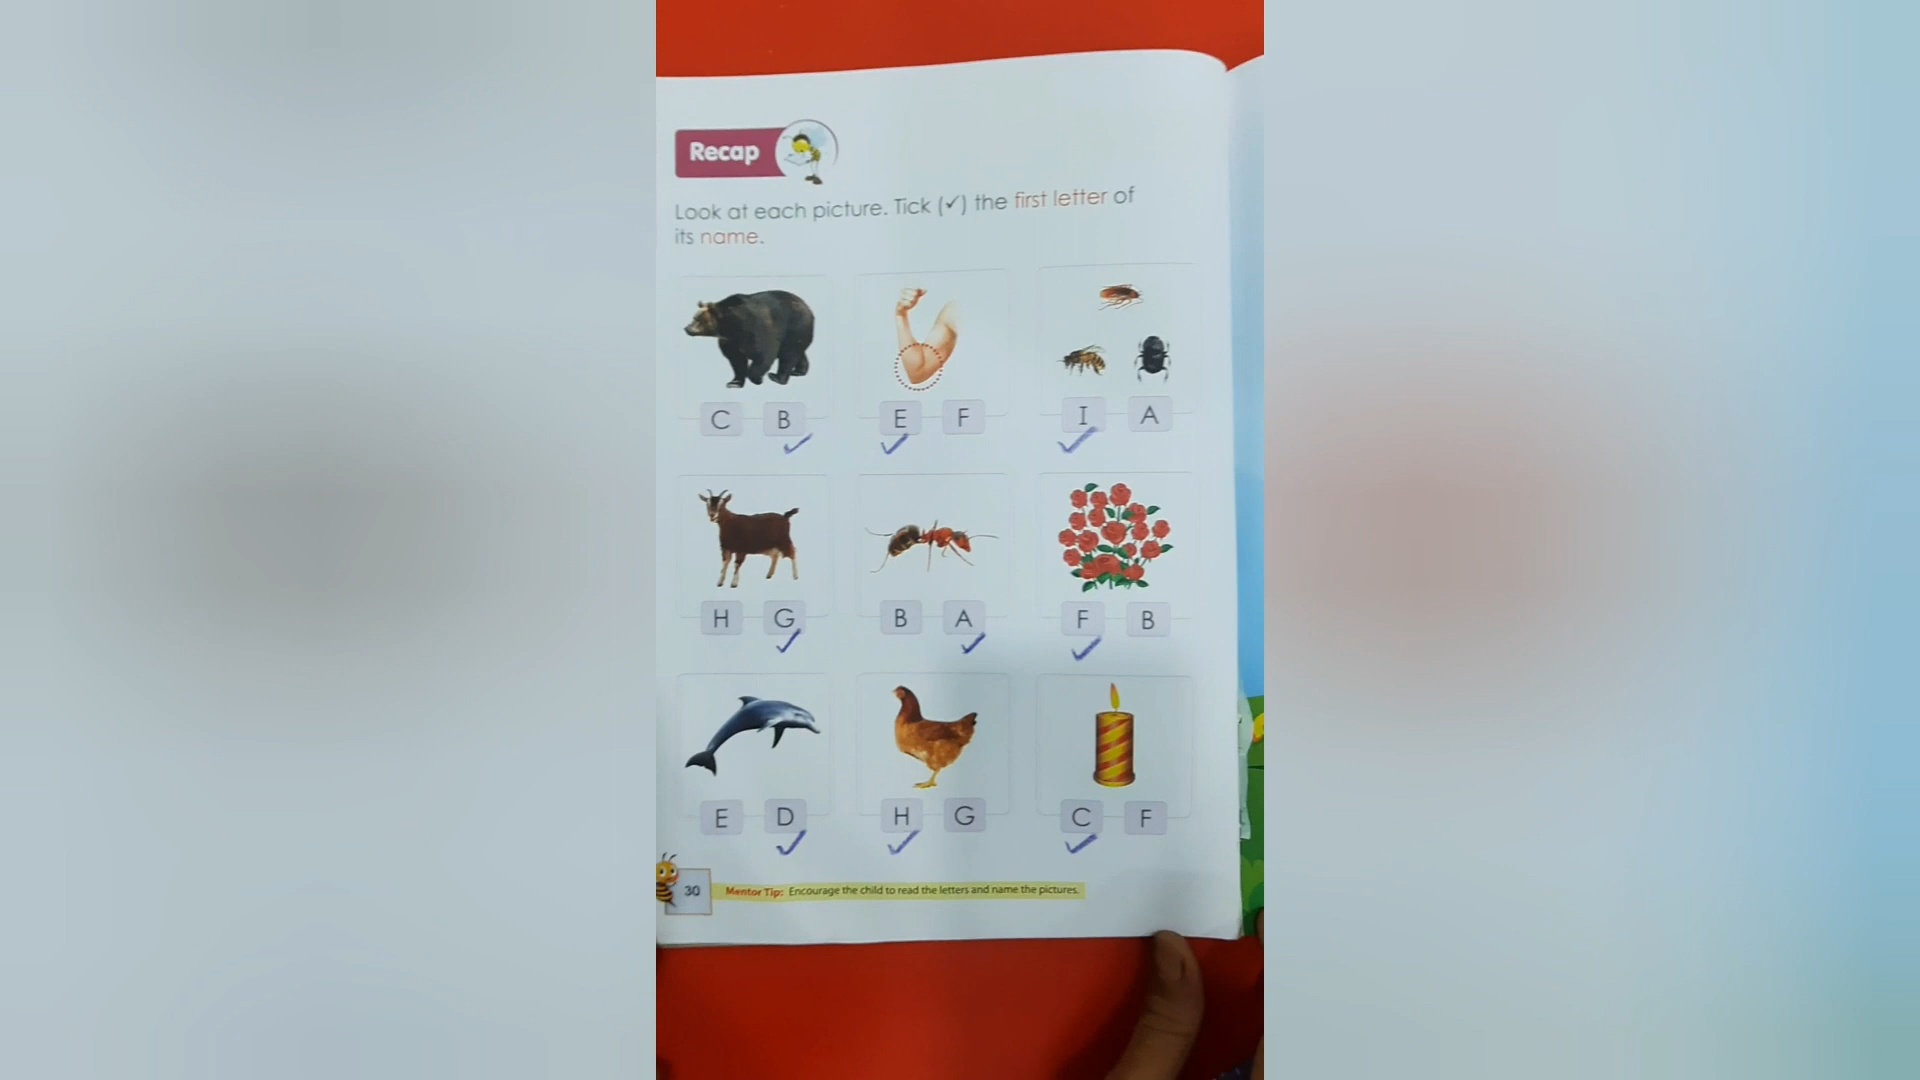 Recap
Look at each picture. Tick (✓) the first letter of
its name.
C B E F I A
H G B A F B
E D H G C F
30 Mentor Tip: Encourage the child to read the letters and name the pictures.